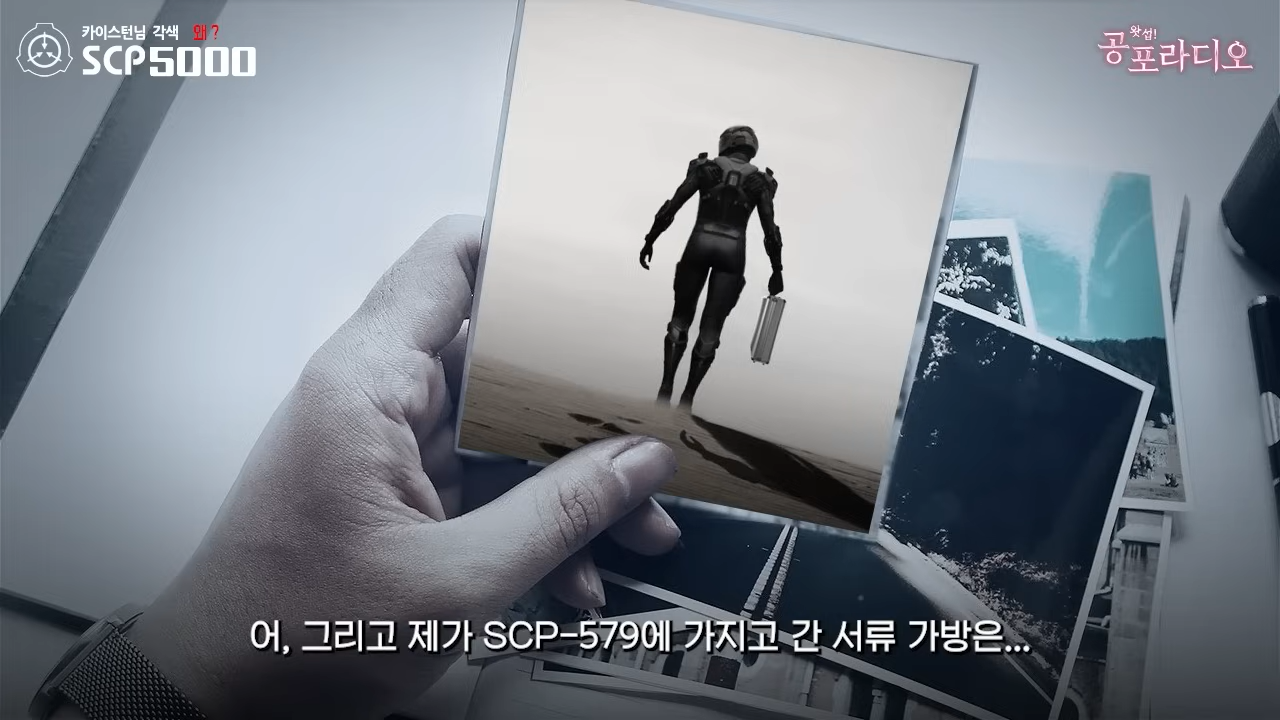 카이스턴님 각색 왜?
SCP5000
왓섭!
공포라디오
어, 그리고 제가 SCP-579에 가지고 간 서류 가방은...